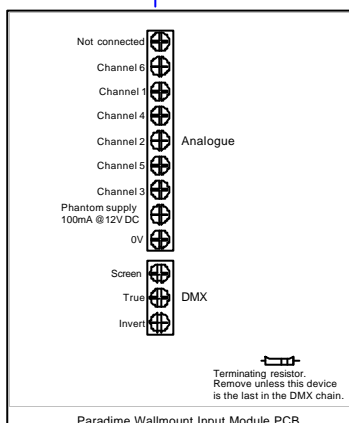 Not connected
Channel 6
Channel 1
Channel 4
Channel 2
Analogue
Channel 5
Channel 3
Phantom supply
100mA @12V DC
0V
Screen
True
DMX
Invert
Terminating resistor.
Remove unless this device
is the last in the DMX chain.
Paradime Wallmount Input Module PCB